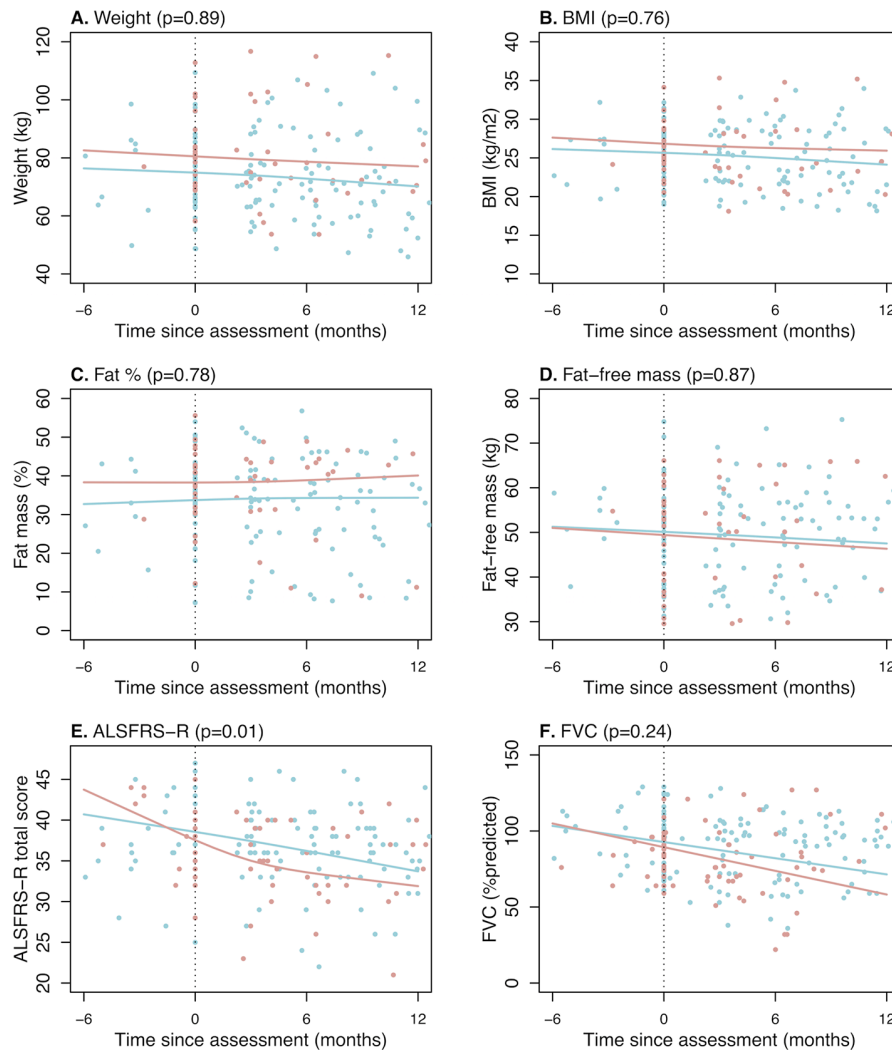 A. Weight (p=0.89)
Weight (kg)
120
100
80
60
40
−6 0 6 12
Time since assessment (months)
B. BMI (p=0.76)
BMI (kg/m2)
40
35
30
25
20
15
10
−6 0 6 12
Time since assessment (months)
C. Fat % (p=0.78)
Fat mass (%)
60
50
40
30
20
10
0
−6 0 6 12
Time since assessment (months)
D. Fat−free mass (p=0.87)
Fat−free mass (kg)
80
70
60
50
40
30
−6 0 6 12
Time since assessment (months)
E. ALSFRS−R (p=0.01)
ALSFRS−R total score
45
40
35
30
25
20
−6 0 6 12
Time since assessment (months)
F. FVC (p=0.24)
FVC (%predicted)
150
100
50
0
−6 0 6 12
Time since assessment (months)